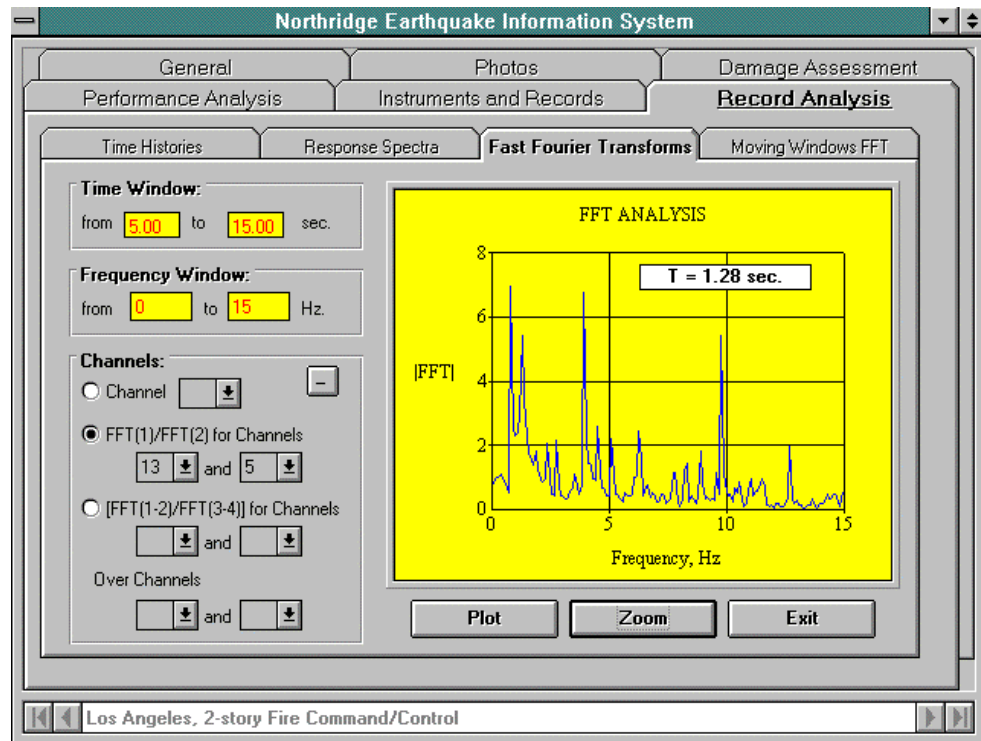 Northridge Earthquake Information System
General
Photos
Damage Assessment
Performance Analysis
Instruments and Records
Record Analysis
Time Histories
Response Spectra
Fast Fourier Transforms
Moving Windows FFT
Time Window:
from 5.00 to 15.00 sec.
Frequency Window:
from 0 to 15 Hz.
Channels:
Channel
FFT(1)/FFT(2) for Channels
13 and 5
[FFT(1-2)/FFT(3-4)] for Channels
and
Over Channels
and
FFT ANALYSIS
T = 1.28 sec.
|FFT|
8
6
4
2
0
0 5 10 15
Frequency, Hz
Plot
Zoom
Exit
Los Angeles, 2-story Fire Command/Control